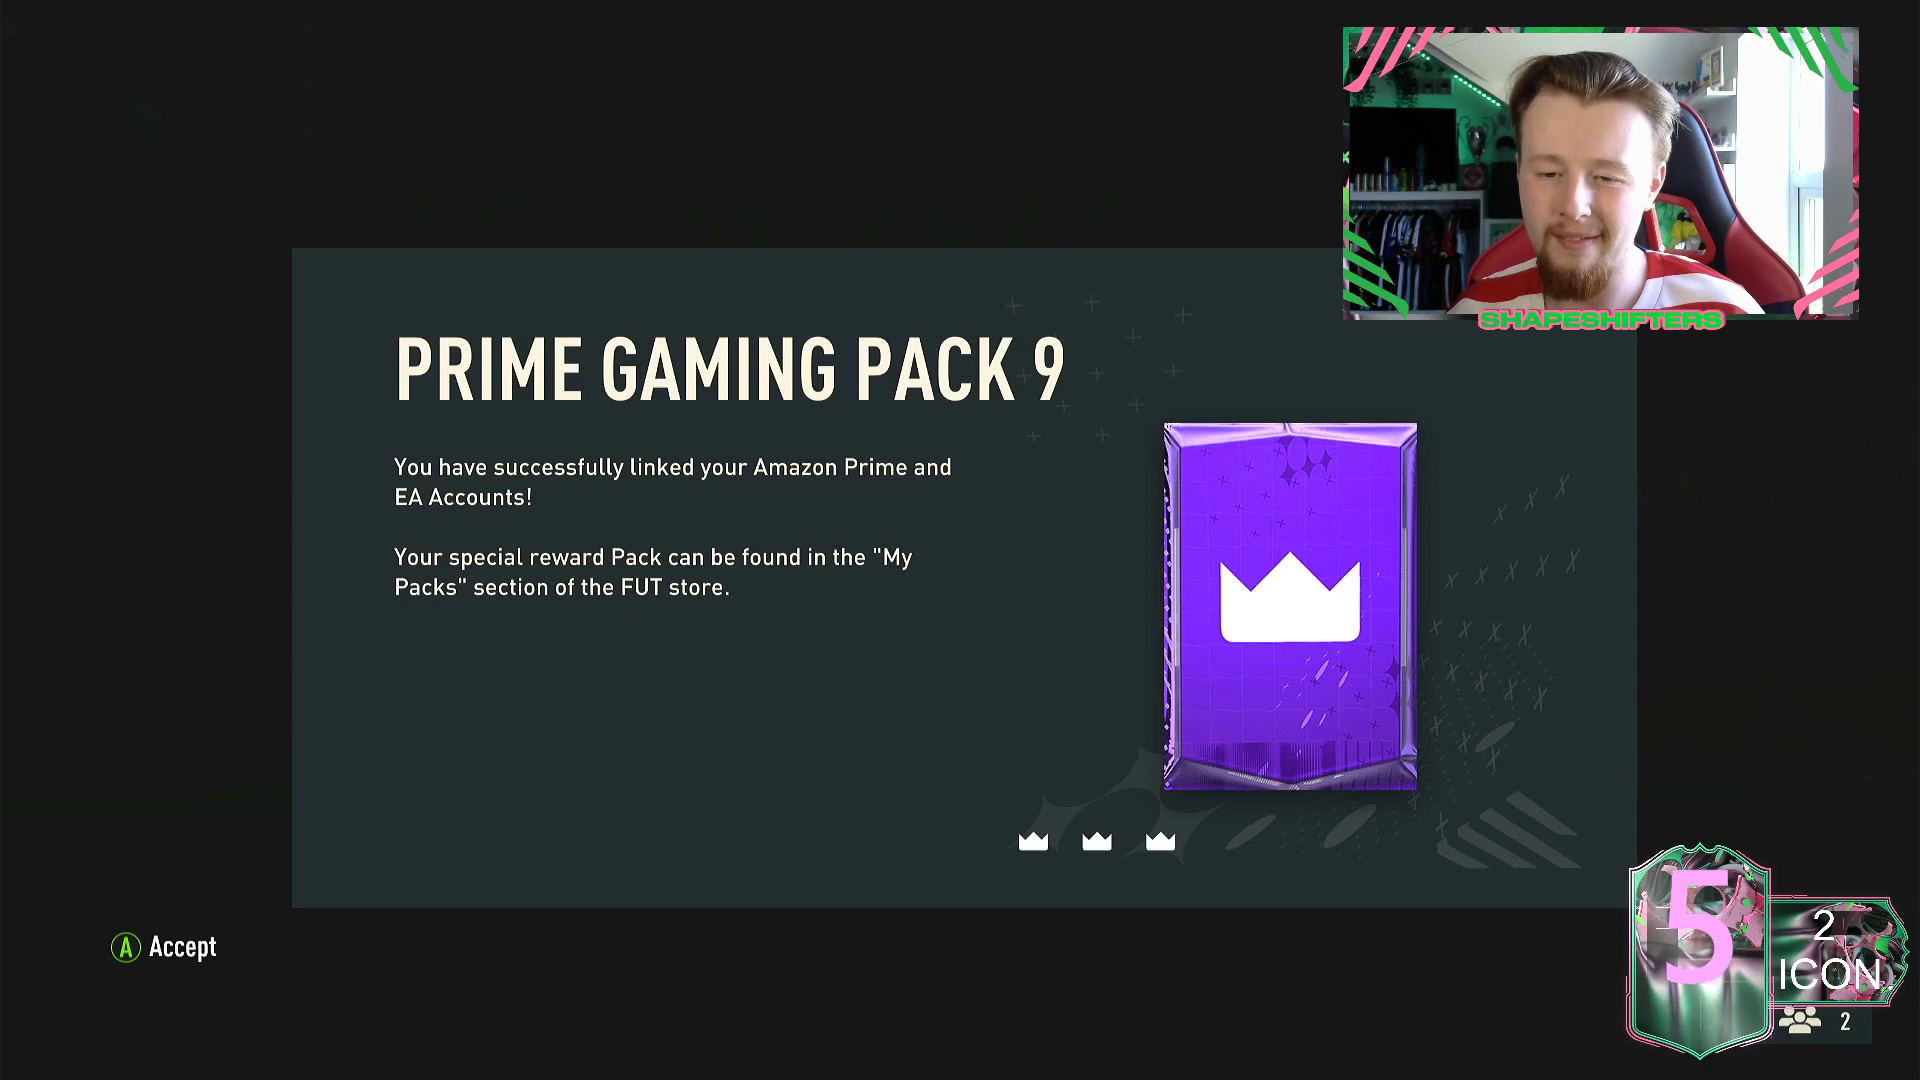 SHAPESHIFTERS
PRIME GAMING PACK 9
You have successfully linked your Amazon Prime and
EA Accounts!
Your special reward Pack can be found in the "My
Packs" section of the FUT store.
A Accept
5
2
ICON
2